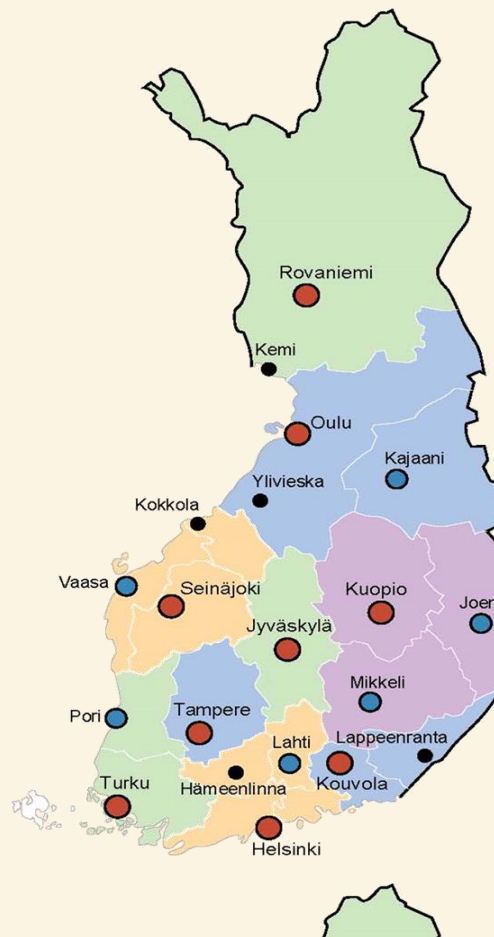 Rovaniemi
Kemi
Oulu
Kajaani
Ylivieska
Kokkola
Vaasa
Seinäjoki
Kuopio
Joen
Jyväskylä
Mikkeli
Pori
Tampere
Lappeenranta
Lahti
Turku
Hämeenlinna
Kouvola
Helsinki